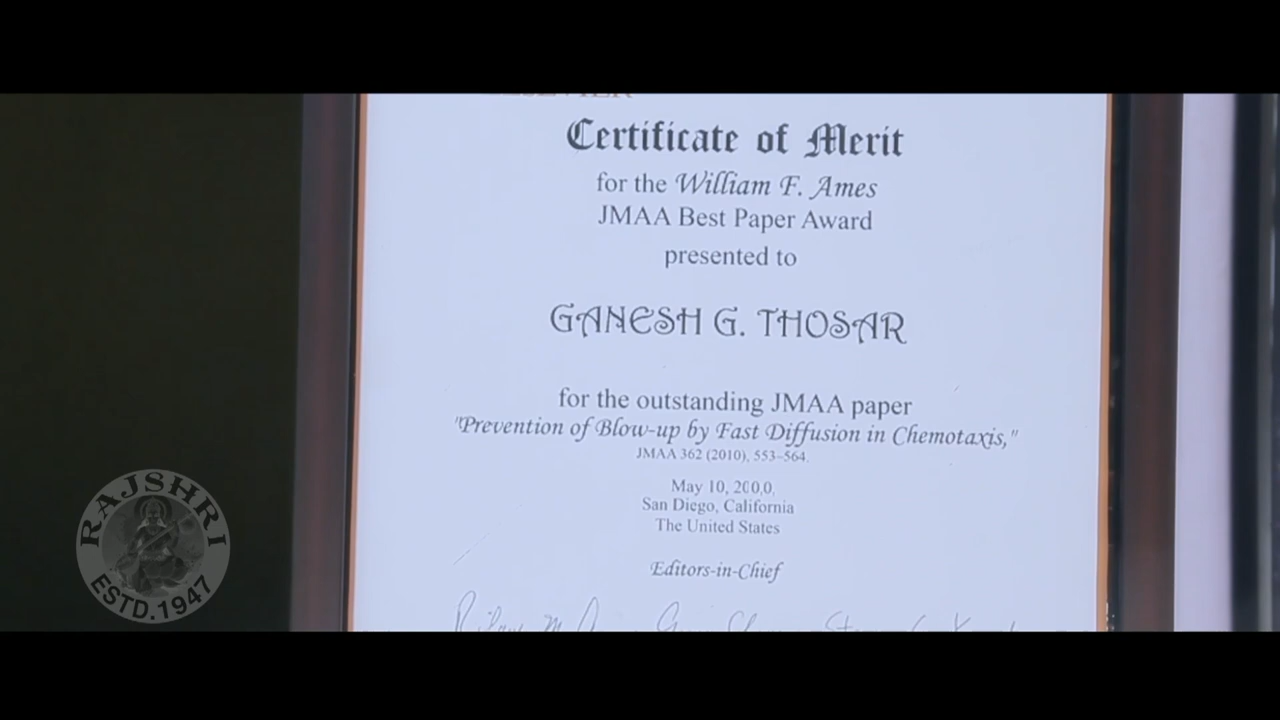 Certificate of Merit
for the William F. Ames
JMAA Best Paper Award
presented to
GANESH G. THOSAR
for the outstanding JMAA paper
"Prevention of Blow-up by Fast Diffusion in Chemotaxis,"
JMAA 362 (2010), 553-564.
May 10, 200,0,
San Diego, California
The United States
Editors-in-Chief
RAJSHRI
ESTD.1947